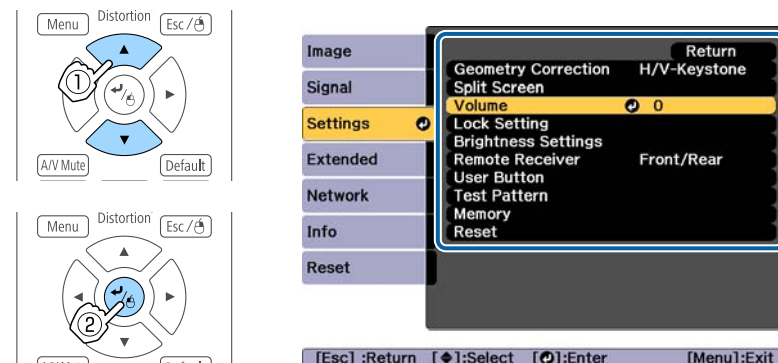 Menu Distortion Esc/
1
A/V Mute Default
Menu Distortion Esc/
2
Image
Signal
Settings
Extended
Network
Info
Reset
Return
Geometry Correction H/V-Keystone
Split Screen
Volume 0
Lock Setting
Brightness Settings
Remote Receiver Front/Rear
User Button
Test Pattern
Memory
Reset
[Esc] :Return [◆]:Select [ ]:Enter [Menu]:Exit